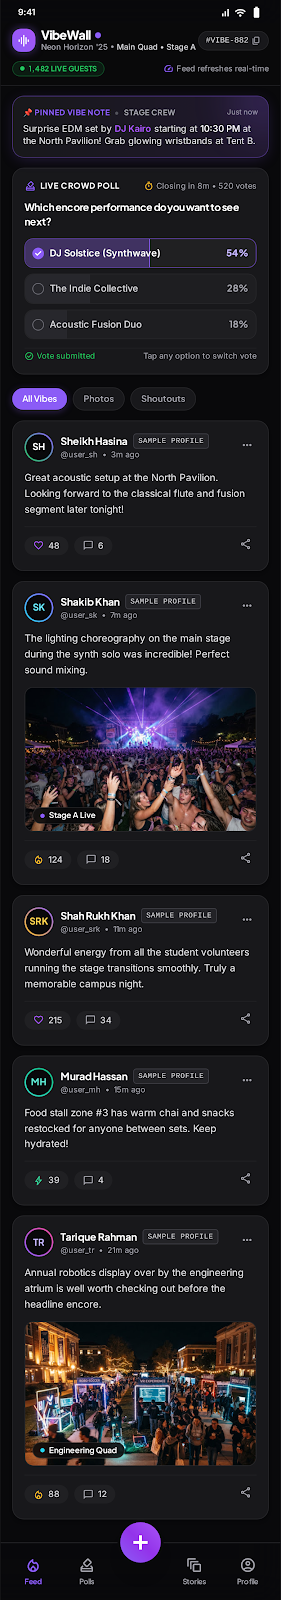 9:41
VibeWall
Neon Horizon '25 • Main Quad • Stage A
#VIBE-882
1,482 LIVE GUESTS
Feed refreshes real-time
📌 PINNED VIBE NOTE • STAGE CREW
Just now
Surprise EDM set by DJ Kairo starting at 10:30 PM at
the North Pavilion! Grab glowing wristbands at Tent B.
LIVE CROWD POLL
Closing in 8m • 520 votes
Which encore performance do you want to see
next?
DJ Solstice (Synthwave)
54%
The Indie Collective
28%
Acoustic Fusion Duo
18%
Vote submitted
Tap any option to switch vote
All Vibes
Photos
Shoutouts
SH
Sheikh Hasina
SAMPLE PROFILE
@user_sh • 3m ago
Great acoustic setup at the North Pavilion.
Looking forward to the classical flute and fusion
segment later tonight!
48
6
SK
Shakib Khan
SAMPLE PROFILE
@user_sk • 7m ago
The lighting choreography on the main stage
during the synth solo was incredible! Perfect
sound mixing.
Stage A Live
124
18
SRK
Shah Rukh Khan
SAMPLE PROFILE
@user_srk • 11m ago
Wonderful energy from all the student volunteers
running the stage transitions smoothly. Truly a
memorable campus night.
215
34
MH
Murad Hassan
SAMPLE PROFILE
@user_mh • 15m ago
Food stall zone #3 has warm chai and snacks
restocked for anyone between sets. Keep
hydrated!
39
4
TR
Tarique Rahman
SAMPLE PROFILE
@user_tr • 21m ago
Annual robotics display over by the engineering
atrium is well worth checking out before the
headline encore.
Engineering Quad
88
12
Feed
Polls
Stories
Profile